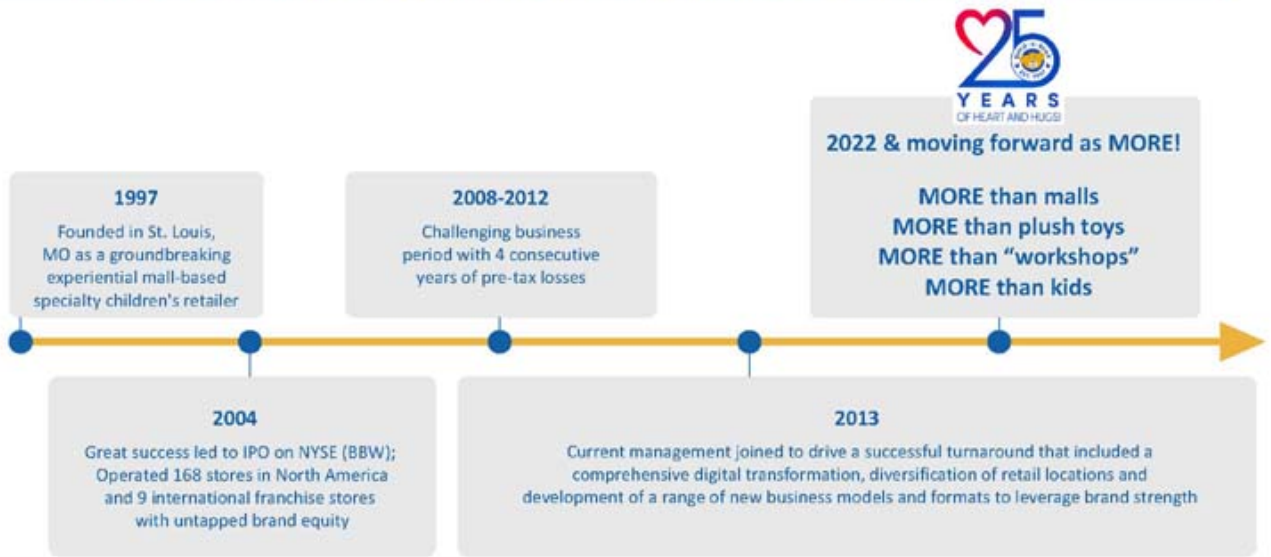 25
YEARS
OF HEART AND HUGS!
2022 & moving forward as MORE!
MORE than malls
MORE than plush toys
MORE than “workshops”
MORE than kids
1997
Founded in St. Louis,
MO as a groundbreaking
experiential mall-based
specialty children's retailer
2008-2012
Challenging business
period with 4 consecutive
years of pre-tax losses
2004
Great success led to IPO on NYSE (BBW);
Operated 168 stores in North America
and 9 international franchise stores
with untapped brand equity
2013
Current management joined to drive a successful turnaround that included a
comprehensive digital transformation, diversification of retail locations and
development of a range of new business models and formats to leverage brand strength